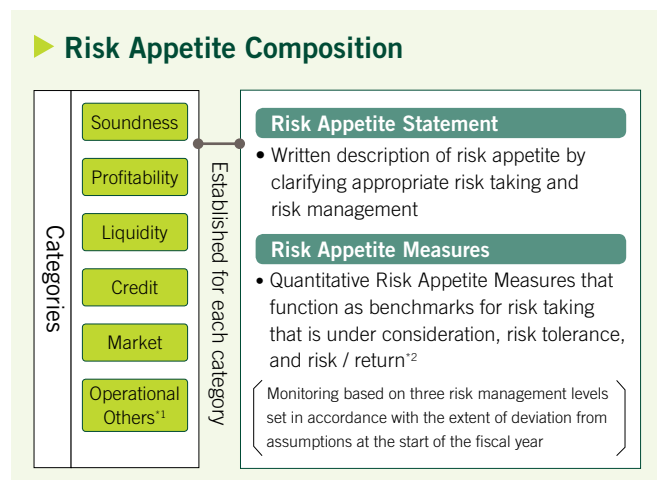 Risk Appetite Composition
Categories
Soundness
Profitability
Liquidity
Credit
Market
Operational
Others*1
Established for each category
Risk Appetite Statement
• Written description of risk appetite by
clarifying appropriate risk taking and
risk management
Risk Appetite Measures
• Quantitative Risk Appetite Measures that
function as benchmarks for risk taking
that is under consideration, risk tolerance,
and risk / return*2
Monitoring based on three risk management levels
set in accordance with the extent of deviation from
assumptions at the start of the fiscal year